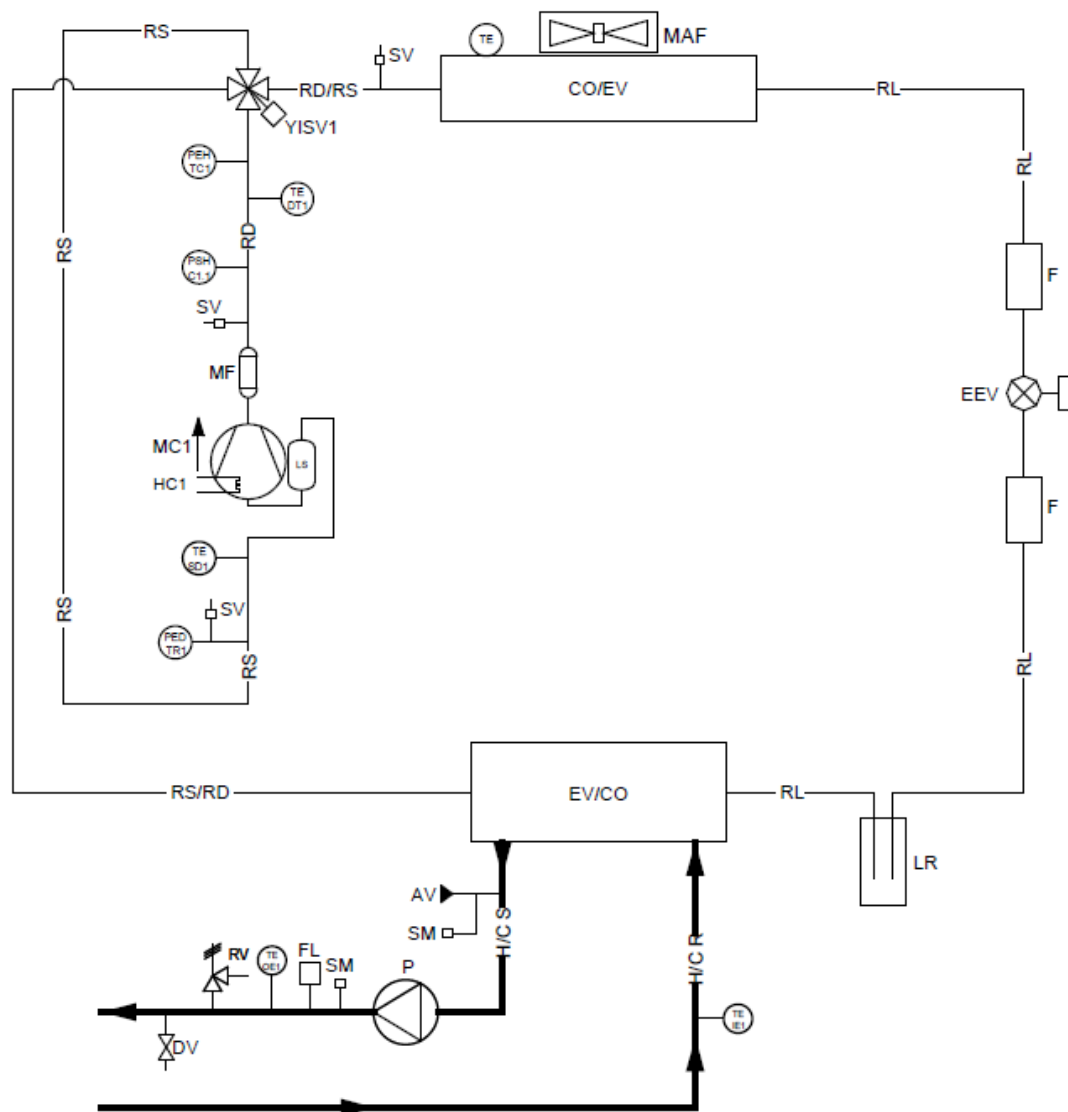 RS
TE
MAF
SV
RD/RS
CO/EV
RL
YISV1
PEH
TC1
TE
DT1
RL
RS
RD
PSH
C1.1
F
SV
MF
EEV
MC1
LS
HC1
F
TE
SD1
RS
SV
PED
TR1
RS
RL
RS/RD
EV/CO
RL
LR
AV
SM
H/C S
H/C R
RV
TE
OE1
FL
SM
P
TE
IE1
DV